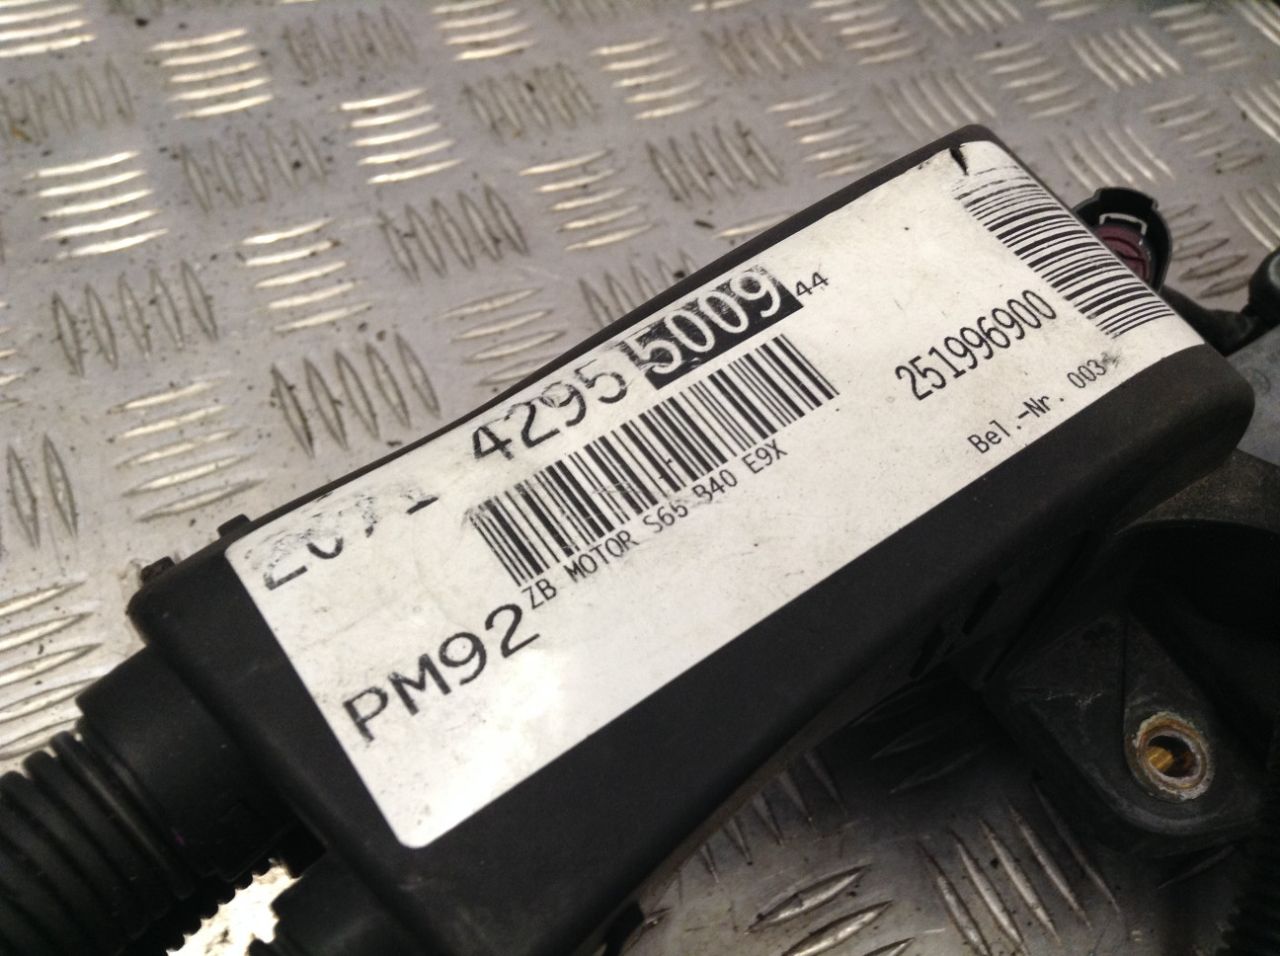 4295 5009 44
ZB MOTOR S65 B40 E9X
PM92
251996900
Bel.-Nr. 003